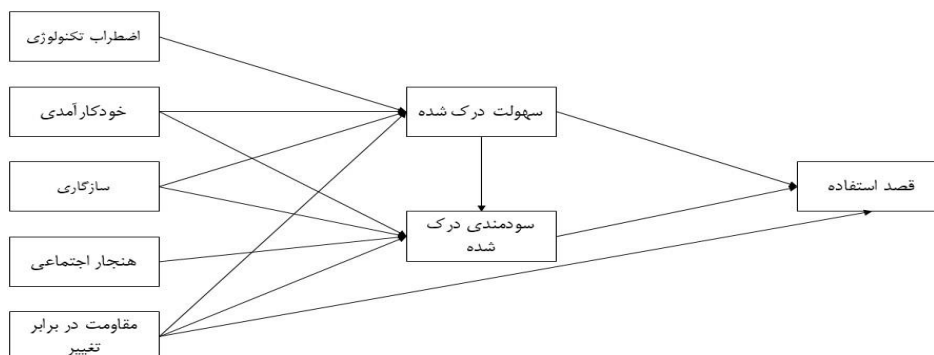 اضطراب تکنولوژی
خودکارآمدی
سازگاری
هنجار اجتماعی
مقاومت در برابر
تغییر
سهولت درک شده
سودمندی درک
شده
قصد استفاده